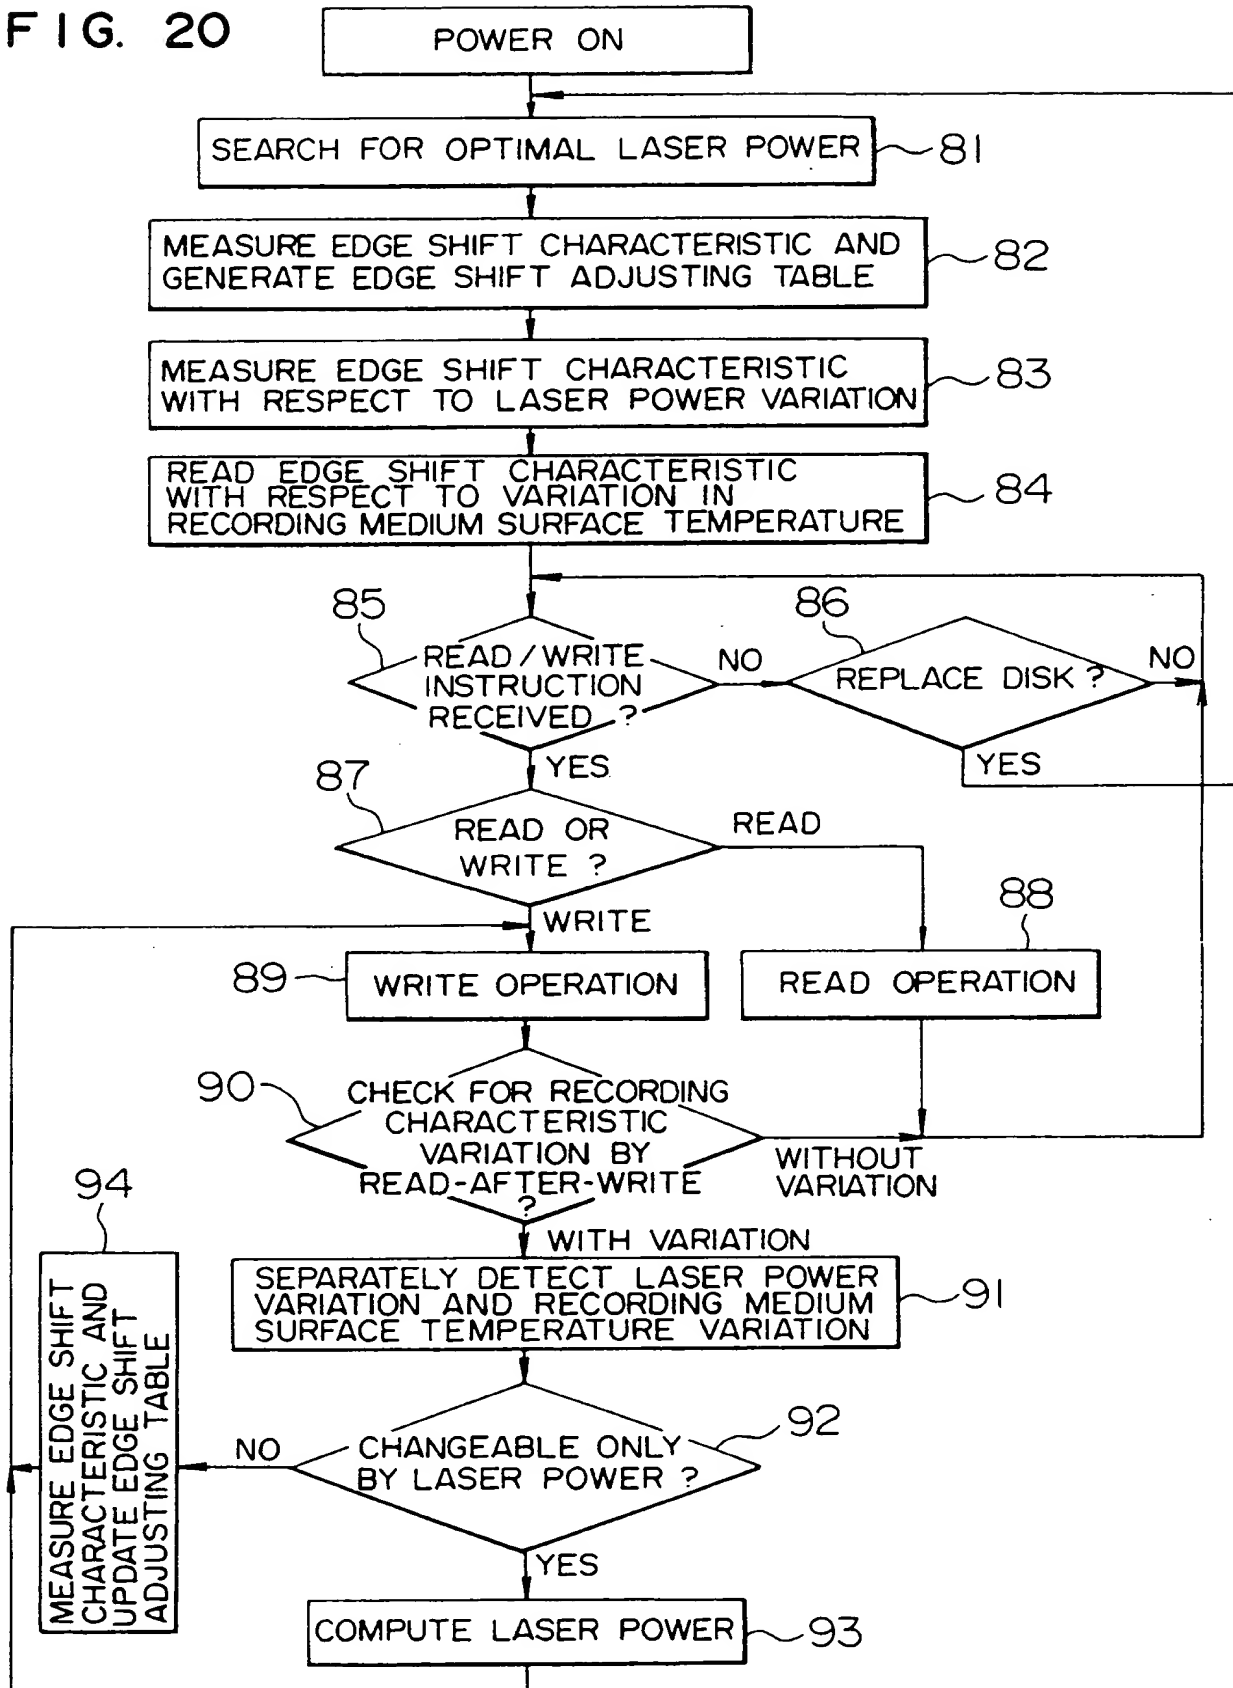 FIG. 20
POWER ON
SEARCH FOR OPTIMAL LASER POWER
81
MEASURE EDGE SHIFT CHARACTERISTIC AND
GENERATE EDGE SHIFT ADJUSTING TABLE
82
MEASURE EDGE SHIFT CHARACTERISTIC
WITH RESPECT TO LASER POWER VARIATION
83
READ EDGE SHIFT CHARACTERISTIC
WITH RESPECT TO VARIATION IN
RECORDING MEDIUM SURFACE TEMPERATURE
84
85
READ/WRITE
INSTRUCTION
RECEIVED ?
NO
86
REPLACE DISK ?
NO
YES
YES
87
READ OR
WRITE ?
READ
WRITE
88
READ OPERATION
89
WRITE OPERATION
90
CHECK FOR RECORDING
CHARACTERISTIC
VARIATION BY
READ-AFTER-WRITE
?
WITHOUT
VARIATION
WITH VARIATION
SEPARATELY DETECT LASER POWER
VARIATION AND RECORDING MEDIUM
SURFACE TEMPERATURE VARIATION
91
92
CHANGEABLE ONLY
BY LASER POWER ?
NO
94
MEASURE EDGE SHIFT
CHARACTERISTIC AND
UPDATE EDGE SHIFT
ADJUSTING TABLE
YES
COMPUTE LASER POWER
93